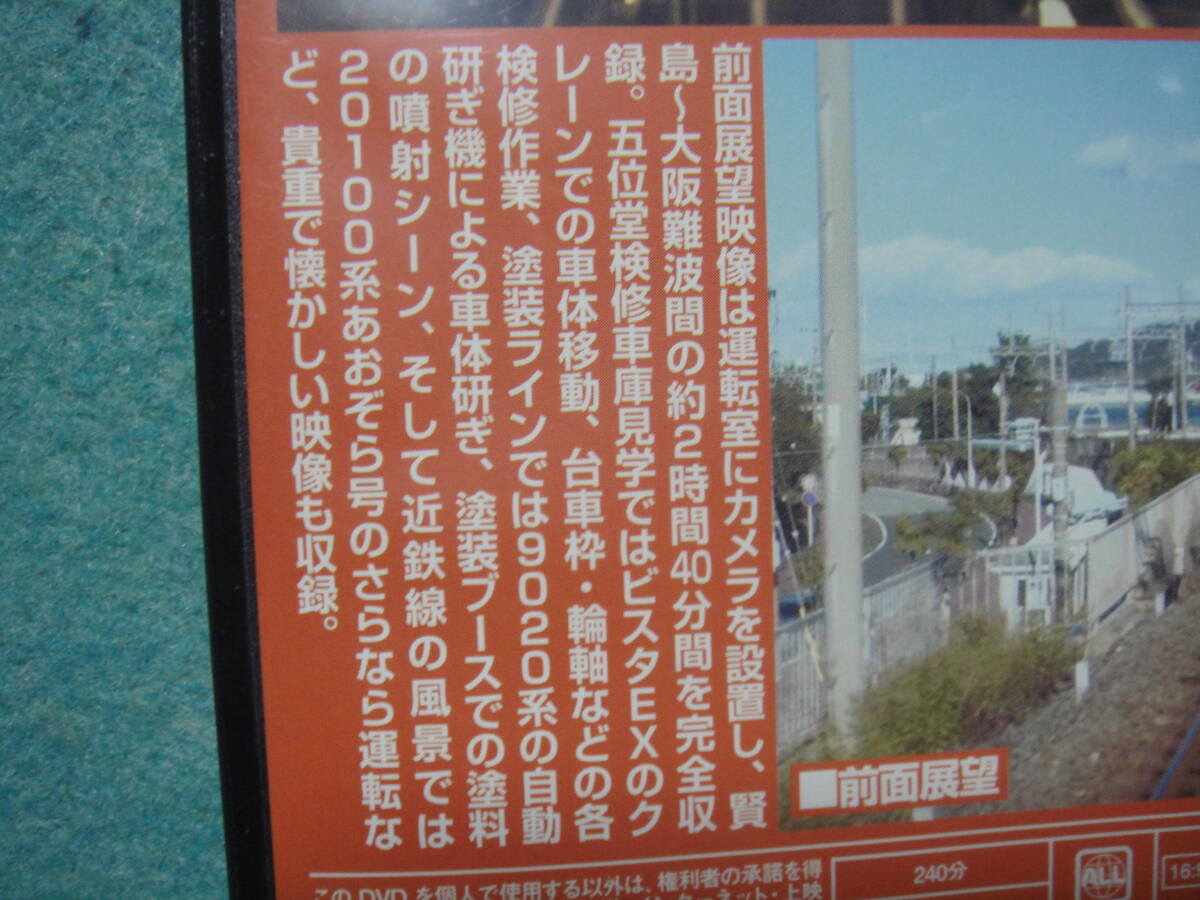 前面展望映像は運転室にカメラを設置し、賢
島〜大阪難波間の約2時間40分間を完全収
録。五位堂検修車庫見学ではビスタEXのク
レーンでの車体移動、台車枠・輪軸などの各
検修作業、塗装ラインでは9020系の自動
研ぎ機による車体研ぎ、塗装ブースでの塗料
の噴射シーン、そして近鉄線の風景では
20100系あおぞら号のさらなら運転な
ど、貴重で懐かしい映像も収録。
■前面展望
このDVDを個人で使用する以外は、権利者の承諾を得
240分
ALL